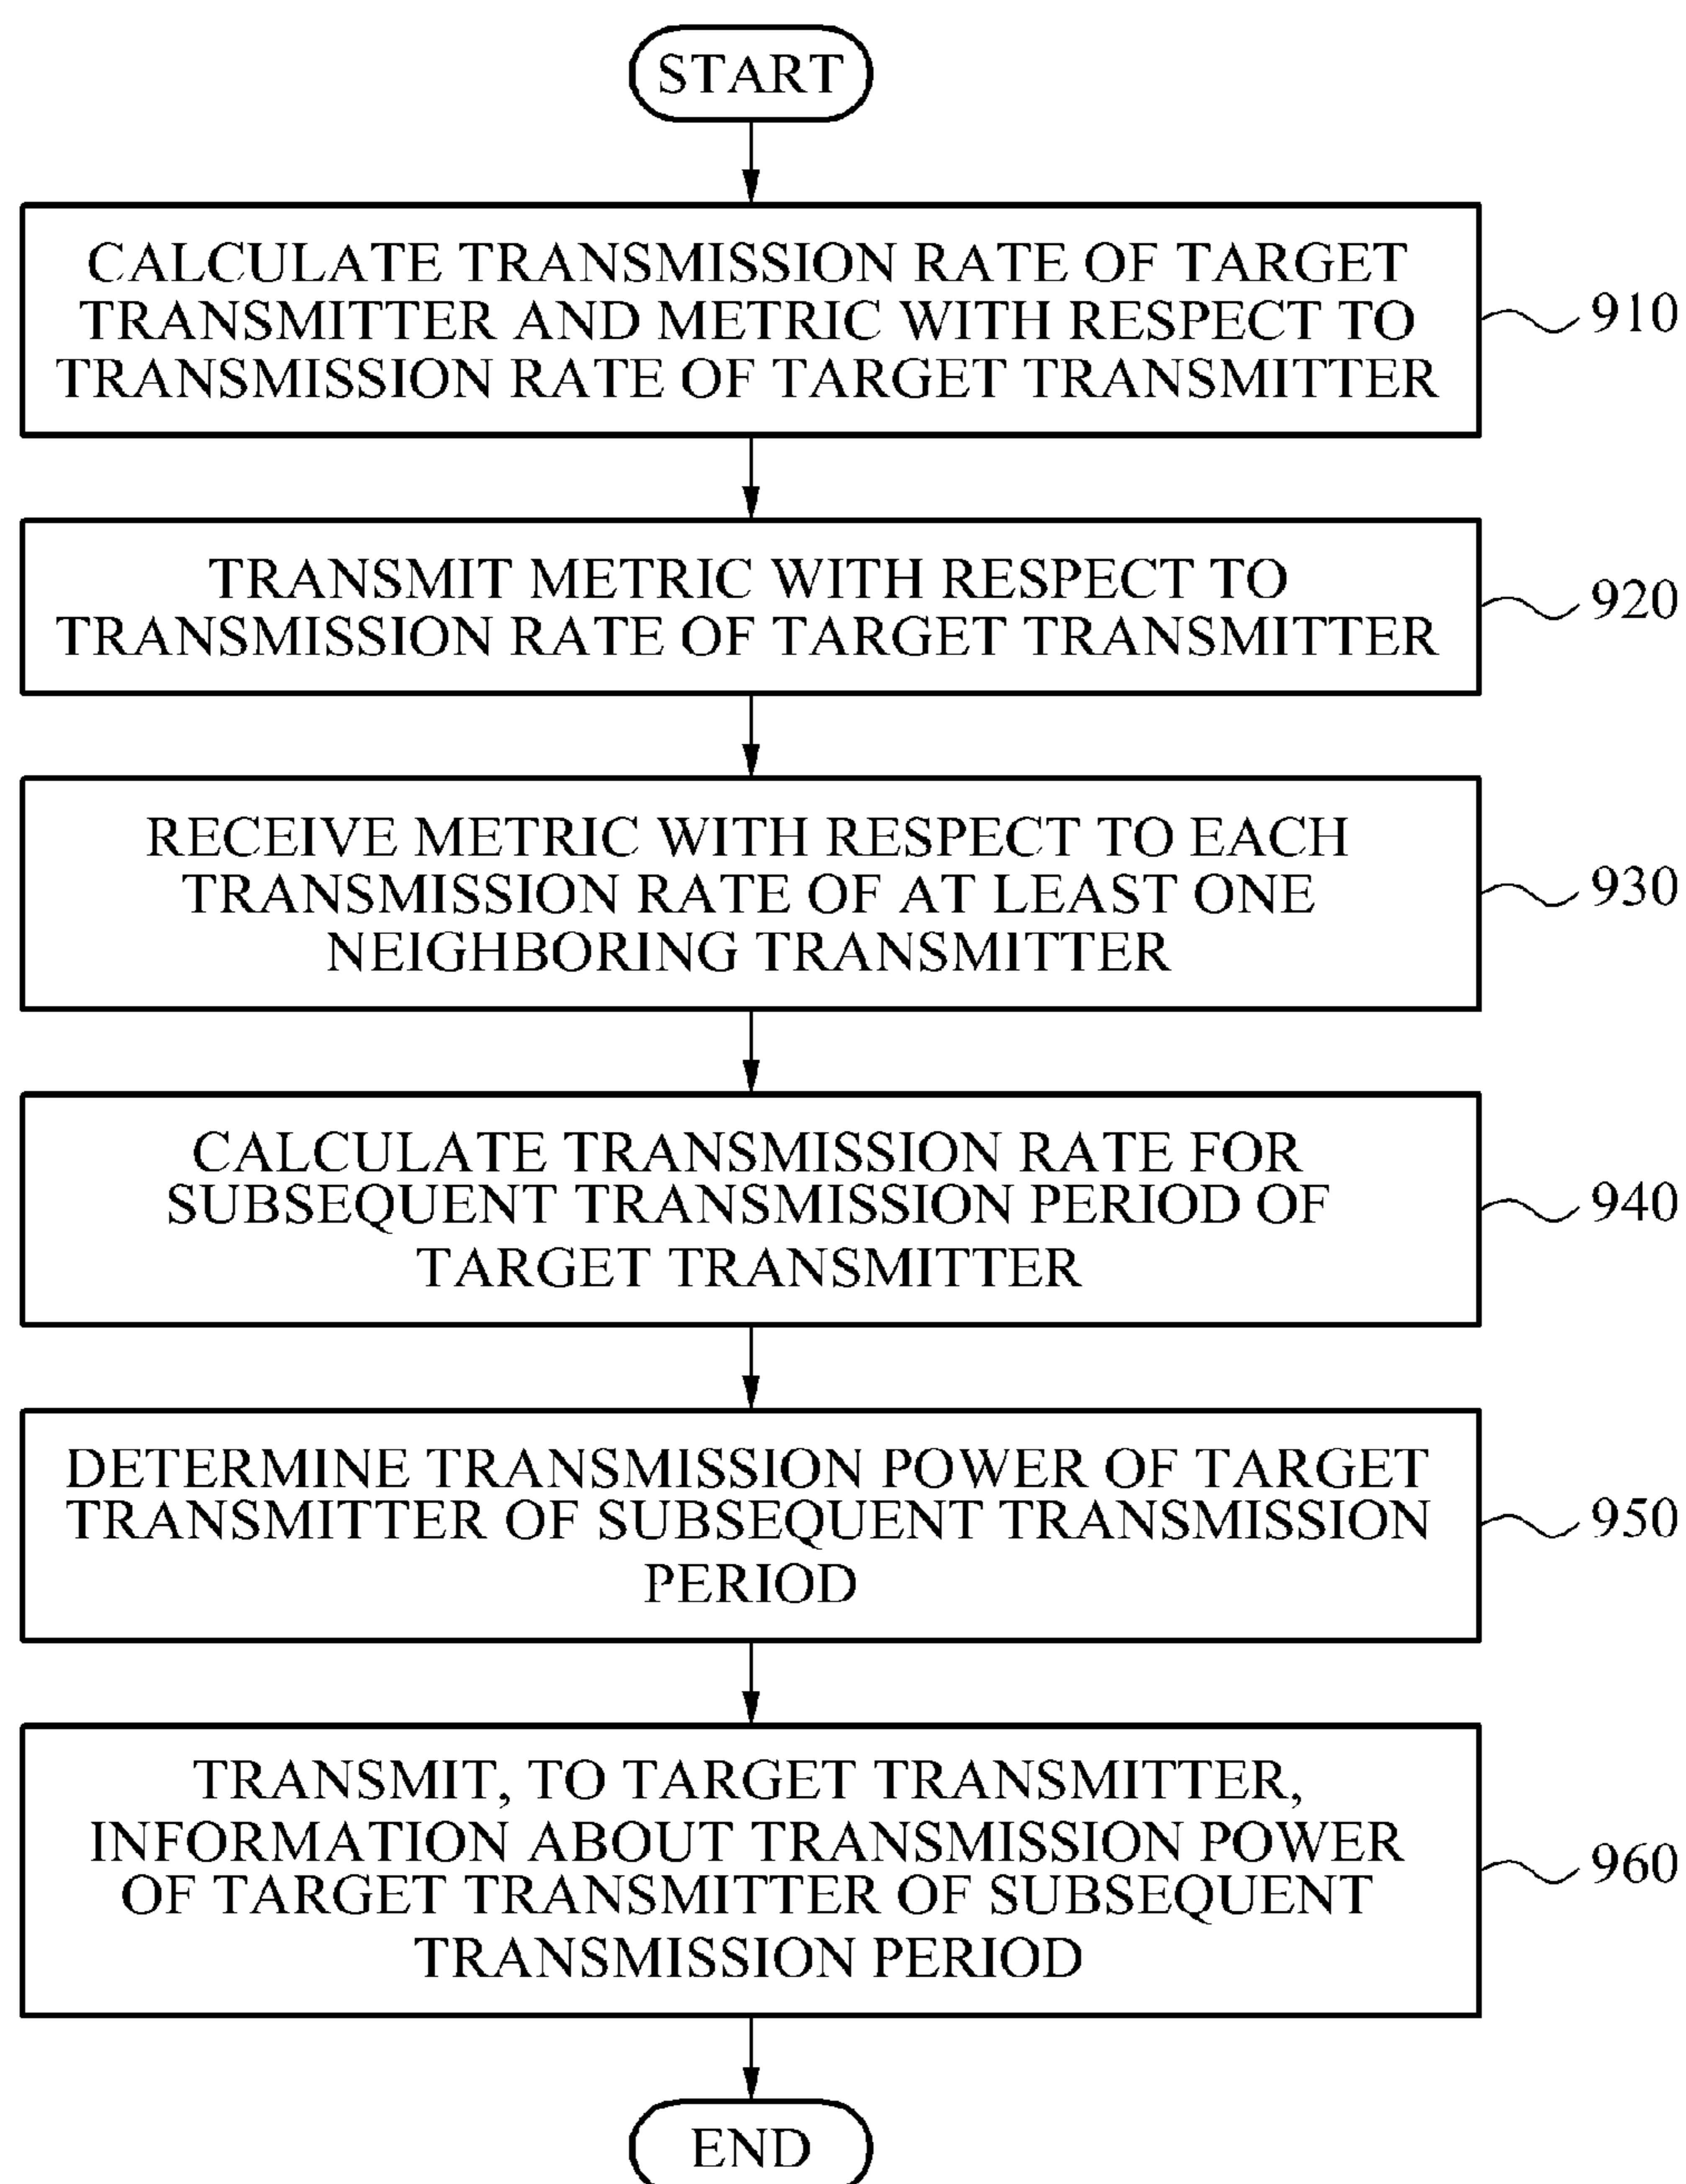 START
CALCULATE TRANSMISSION RATE OF TARGET
TRANSMITTER AND METRIC WITH RESPECT TO
TRANSMISSION RATE OF TARGET TRANSMITTER
910
TRANSMIT METRIC WITH RESPECT TO
TRANSMISSION RATE OF TARGET TRANSMITTER
920
RECEIVE METRIC WITH RESPECT TO EACH
TRANSMISSION RATE OF AT LEAST ONE
NEIGHBORING TRANSMITTER
930
CALCULATE TRANSMISSION RATE FOR
SUBSEQUENT TRANSMISSION PERIOD OF
TARGET TRANSMITTER
940
DETERMINE TRANSMISSION POWER OF TARGET
TRANSMITTER OF SUBSEQUENT TRANSMISSION
PERIOD
950
TRANSMIT, TO TARGET TRANSMITTER,
INFORMATION ABOUT TRANSMISSION POWER
OF TARGET TRANSMITTER OF SUBSEQUENT
TRANSMISSION PERIOD
960
END